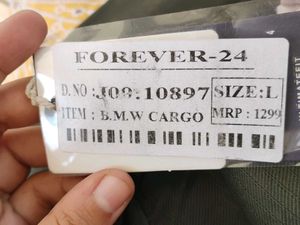 FOREVER-24
D. NO : J09:10897 SIZE: L
ITEM : B.M.W CARGO MRP : 1299